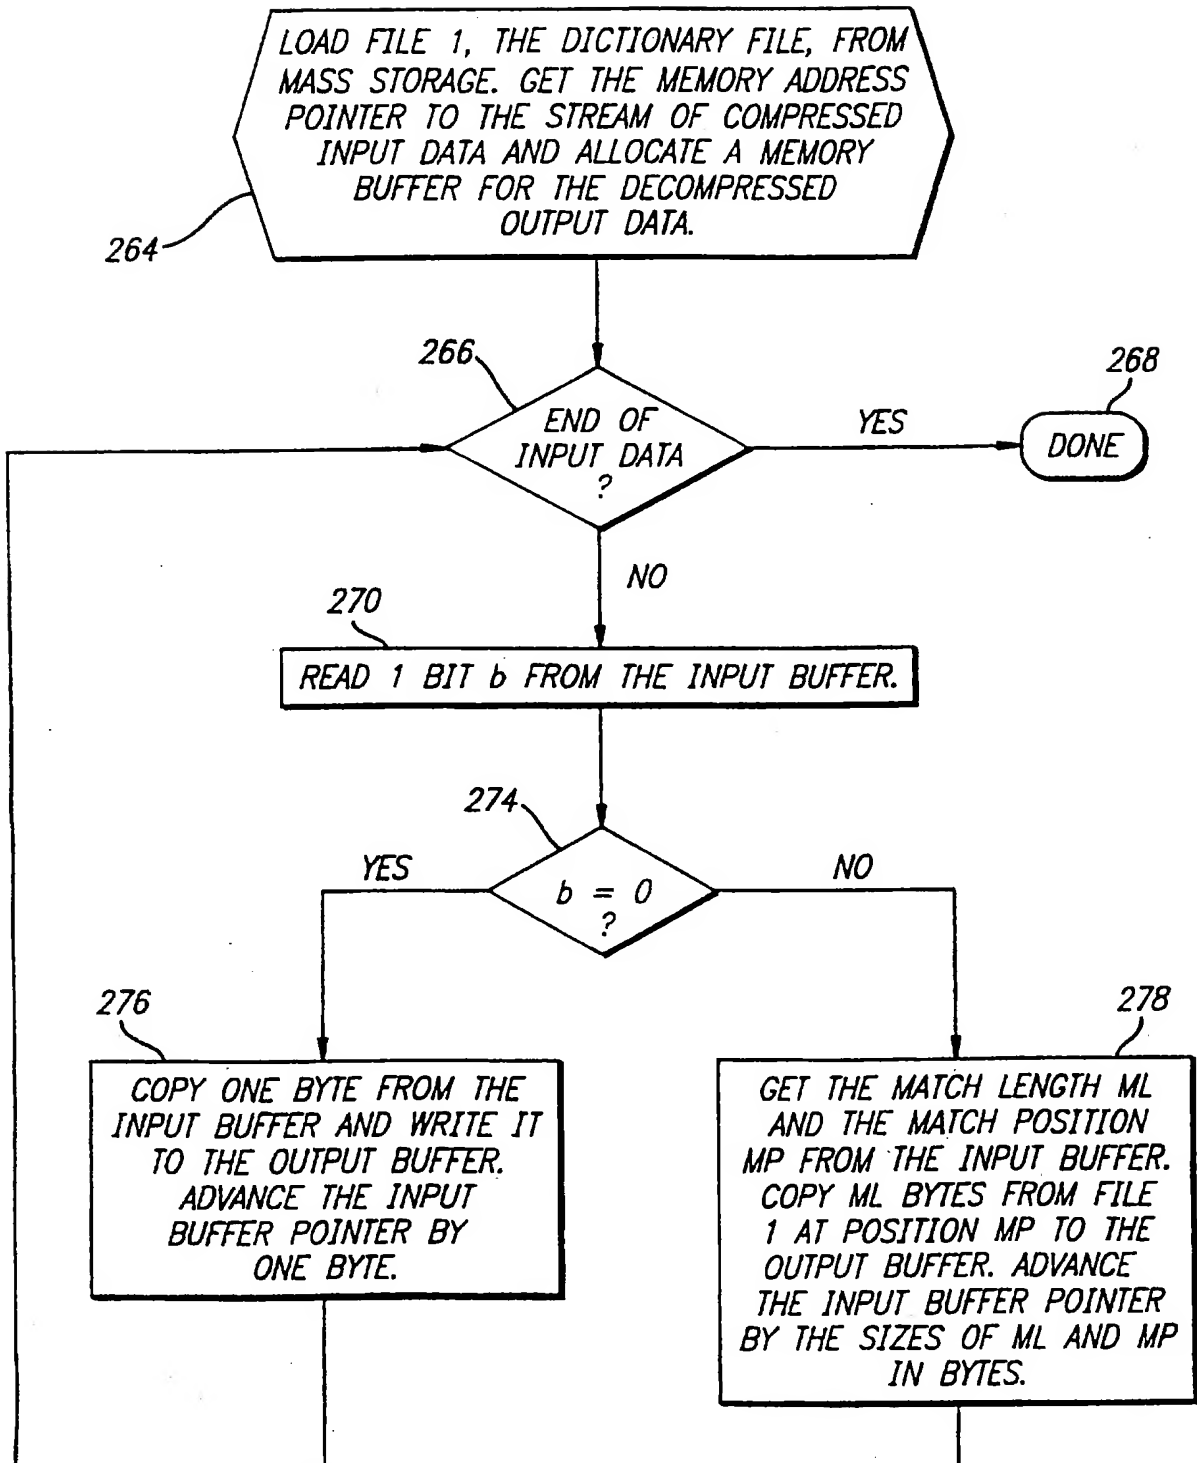 LOAD FILE 1, THE DICTIONARY FILE, FROM
MASS STORAGE. GET THE MEMORY ADDRESS
POINTER TO THE STREAM OF COMPRESSED
INPUT DATA AND ALLOCATE A MEMORY
BUFFER FOR THE DECOMPRESSED
OUTPUT DATA.
264
266
END OF
INPUT DATA
?
YES
268
DONE
NO
270
READ 1 BIT b FROM THE INPUT BUFFER.
274
b = 0
?
YES
NO
276
COPY ONE BYTE FROM THE
INPUT BUFFER AND WRITE IT
TO THE OUTPUT BUFFER.
ADVANCE THE INPUT
BUFFER POINTER BY
ONE BYTE.
278
GET THE MATCH LENGTH ML
AND THE MATCH POSITION
MP FROM THE INPUT BUFFER.
COPY ML BYTES FROM FILE
1 AT POSITION MP TO THE
OUTPUT BUFFER. ADVANCE
THE INPUT BUFFER POINTER
BY THE SIZES OF ML AND MP
IN BYTES.